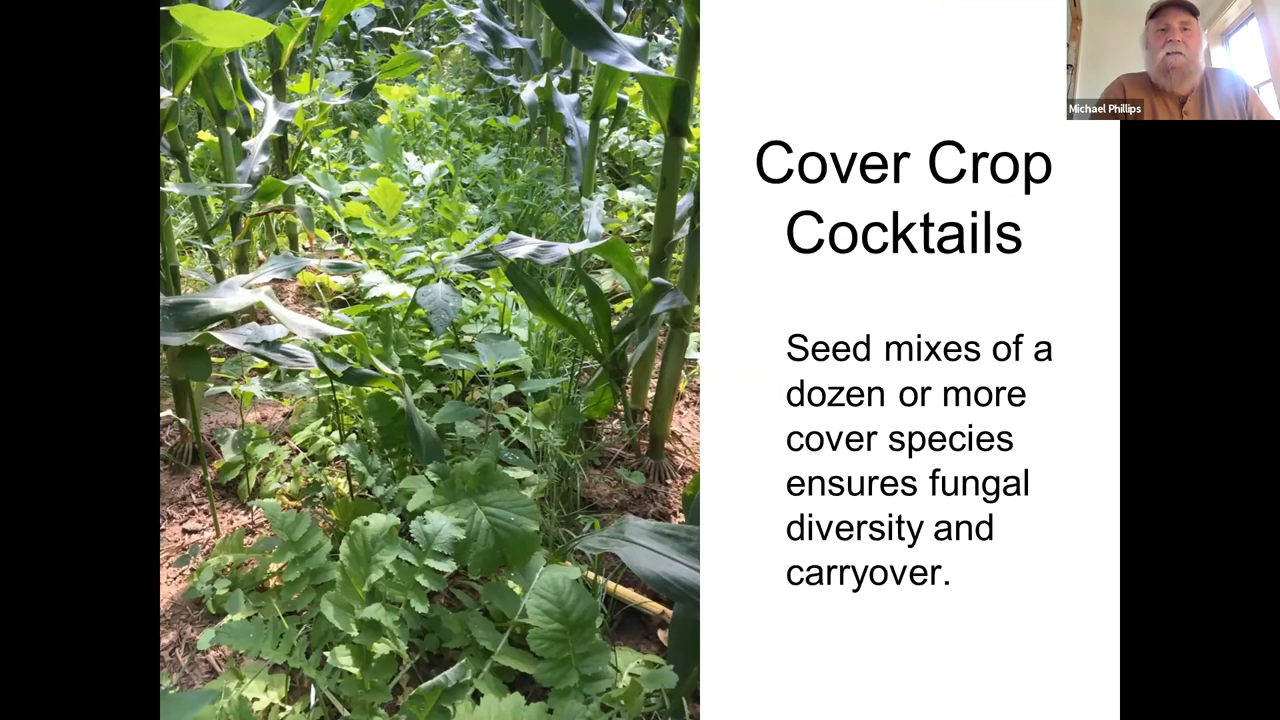 Michael Phillips
Cover Crop
Cocktails
Seed mixes of a
dozen or more
cover species
ensures fungal
diversity and
carryover.